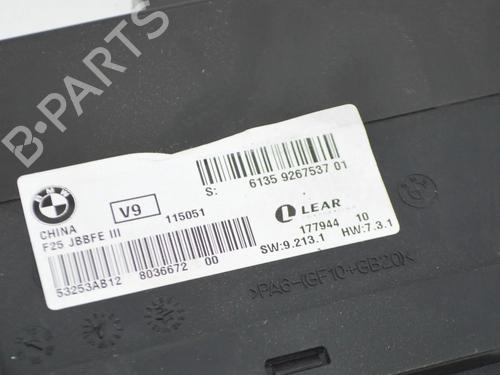 B-PARTS
BMW
V9
115051
S: 6135 9267537 01
CHINA
F25 JBBFE III
LEAR
177944 10
53253AB12 8036672 00
SW:9.213.1 HW:7.3.1
>PA6-(GF10+GB20)<